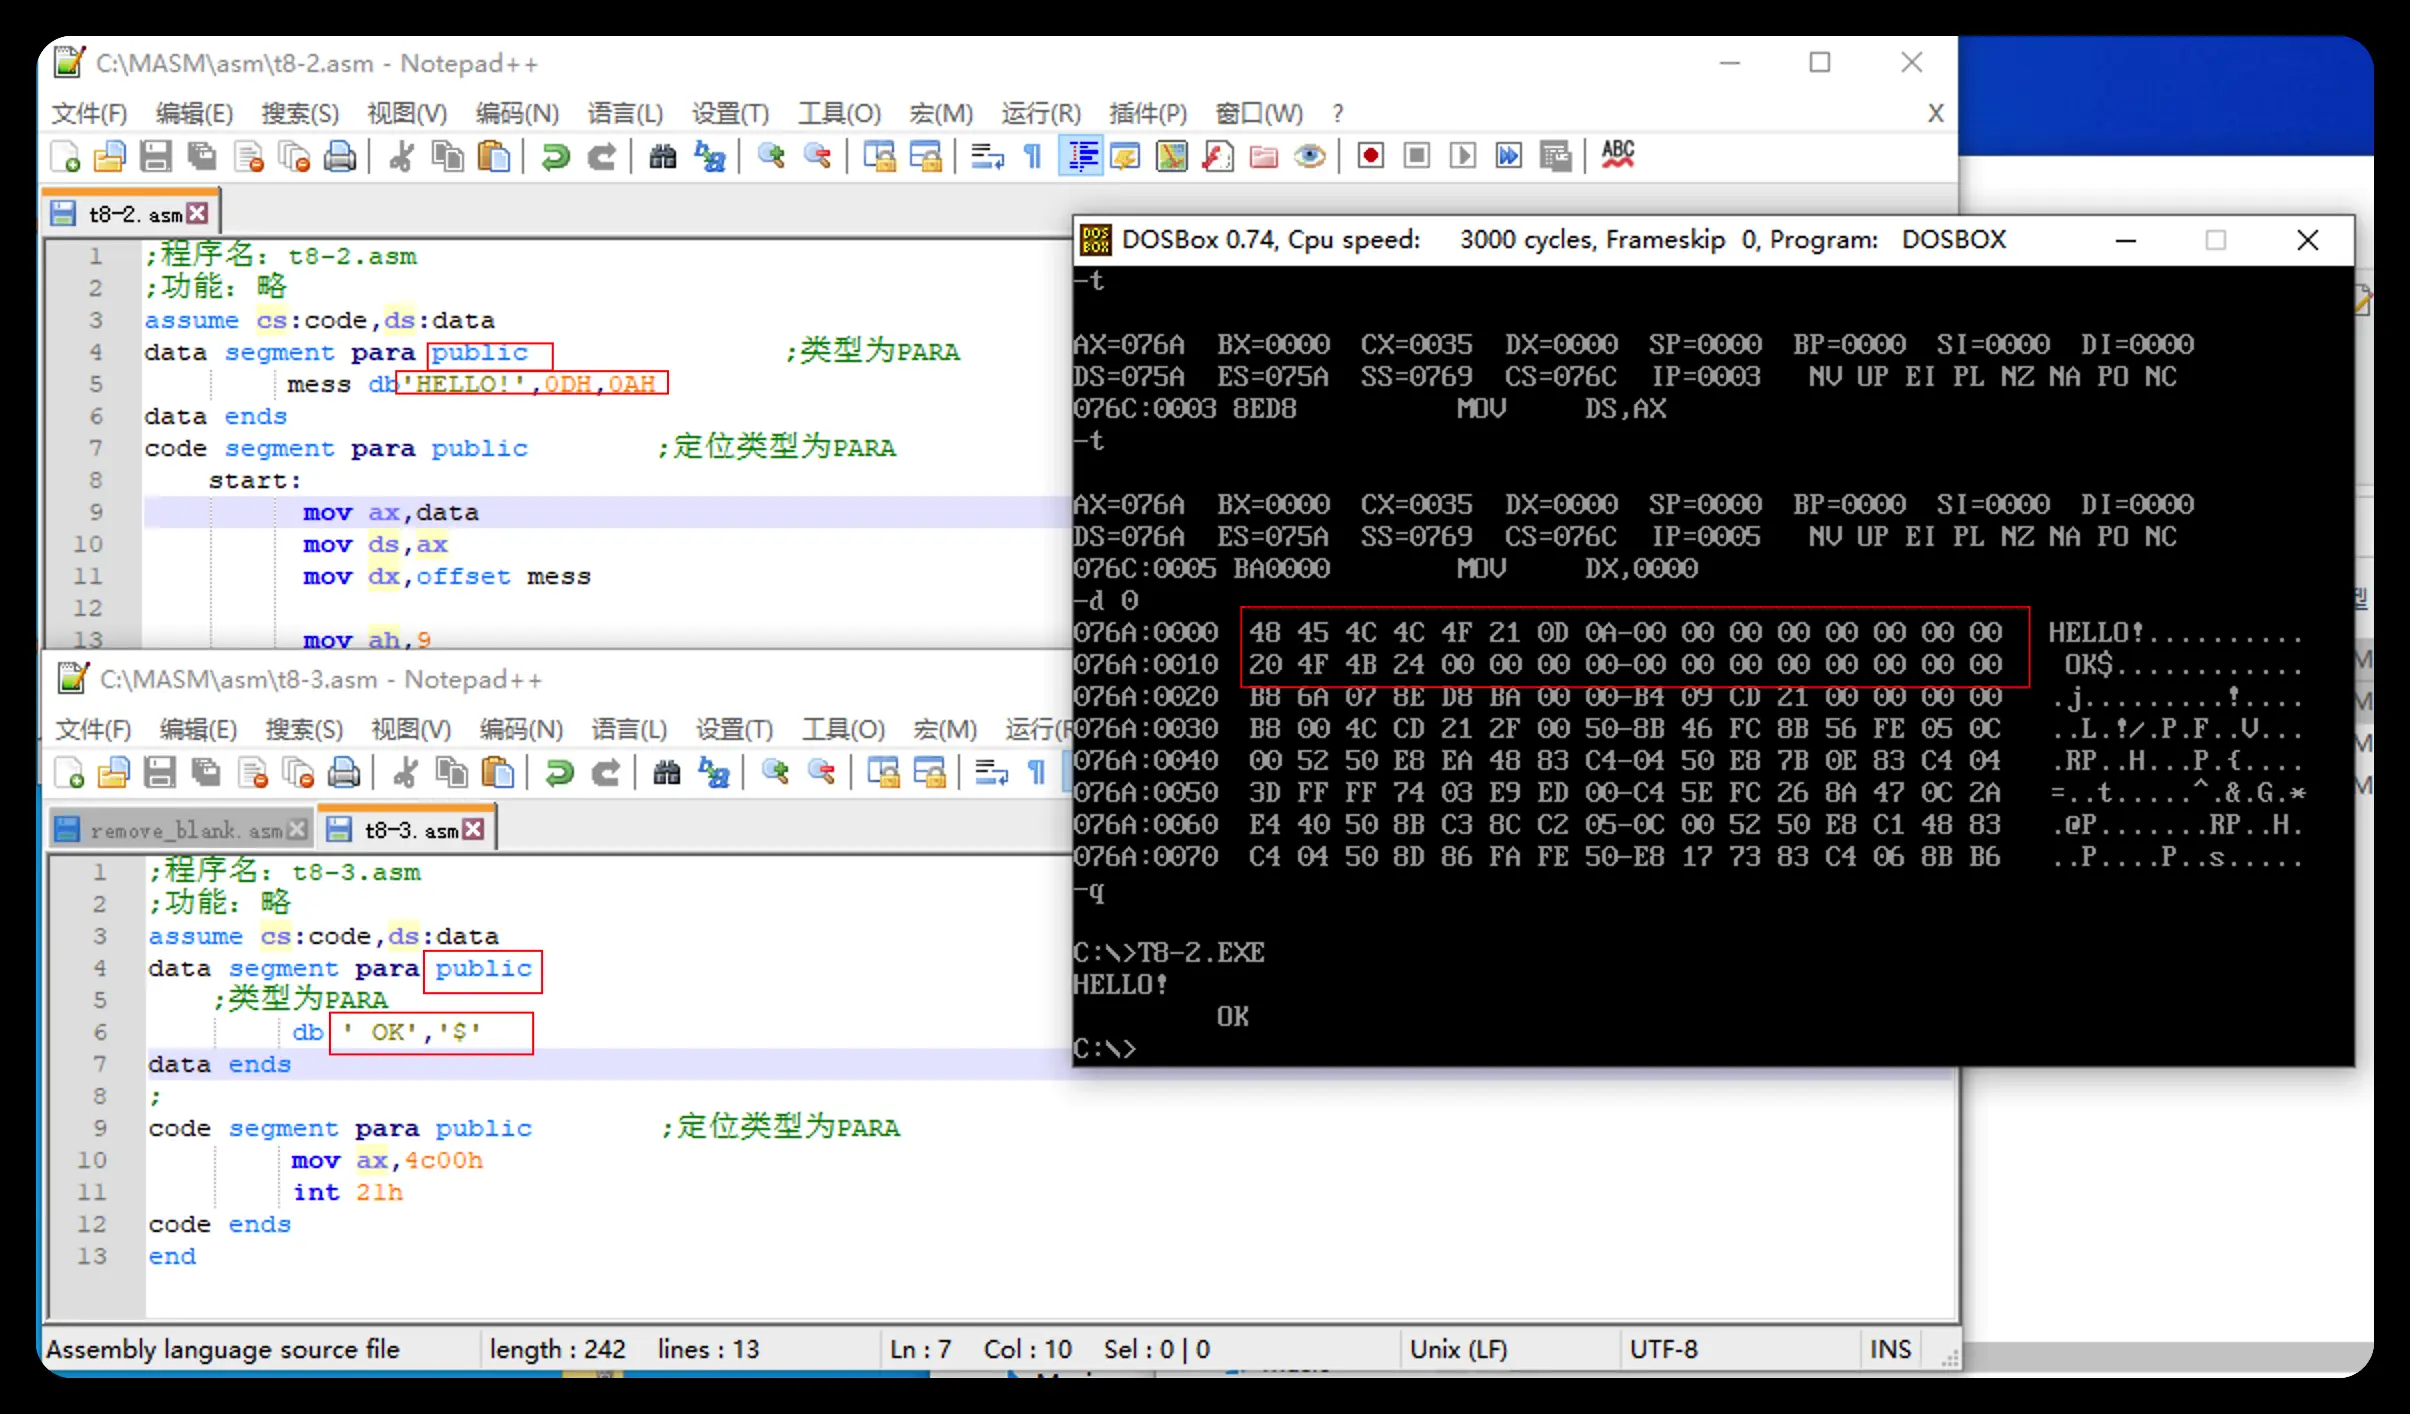 C:\MASM\asm\t8-2.asm - Notepad++
文件(F) 编辑(E) 搜索(S) 视图(V) 编码(N) 语言(L) 设置(T) 工具(O) 宏(M) 运行(R) 插件(P) 窗口(W) ? X
ABC
t8-2. asm
1 ;程序名: t8-2.asm
2 ;功能: 略
3 assume cs:code,ds:data
4 data segment para public ;类型为PARA
5 mess db'HELLO!',0DH,0AH
6 data ends
7 code segment para public ;定位类型为PARA
8 start:
9 mov ax,data
10 mov ds,ax
11 mov dx,offset mess
12
13 mov ah,9
C:\MASM\asm\t8-3.asm - Notepad++
文件(F) 编辑(E) 搜索(S) 视图(V) 编码(N) 语言(L) 设置(T) 工具(O) 宏(M) 运行(
remove_blank. asm t8-3. asm
1 ;程序名: t8-3.asm
2 ;功能: 略
3 assume cs:code,ds:data
4 data segment para public
5 ;类型为PARA
6 db ' OK','$'
7 data ends
8 ;
9 code segment para public ;定位类型为PARA
10 mov ax,4c00h
11 int 21h
12 code ends
13 end
Assembly language source file length : 242 lines : 13 Ln : 7 Col : 10 Sel : 0 | 0 Unix (LF) UTF-8 INS
DOSBox 0.74, Cpu speed: 3000 cycles, Frameskip 0, Program: DOSBOX
-t
AX=076A BX=0000 CX=0035 DX=0000 SP=0000 BP=0000 SI=0000 DI=0000
DS=075A ES=075A SS=0769 CS=076C IP=0003 NV UP EI PL NZ NA PO NC
076C:0003 8ED8 MOV DS,AX
-t
AX=076A BX=0000 CX=0035 DX=0000 SP=0000 BP=0000 SI=0000 DI=0000
DS=076A ES=075A SS=0769 CS=076C IP=0005 NV UP EI PL NZ NA PO NC
076C:0005 BA0000 MOV DX,0000
-d 0
076A:0000 48 45 4C 4C 4F 21 0D 0A-00 00 00 00 00 00 00 00 HELLO!..........
076A:0010 20 4F 4B 24 00 00 00 00-00 00 00 00 00 00 00 00 OK$............
076A:0020 B8 6A 07 8E D8 BA 00 00-B4 09 CD 21 00 00 00 00 .j.........!....
076A:0030 B8 00 4C CD 21 2F 00 50-8B 46 FC 8B 56 FE 05 0C ..L.!/.P.F..V...
076A:0040 00 52 50 E8 EA 48 83 C4-04 50 E8 7B 0E 83 C4 04 .RP..H...P.{....
076A:0050 3D FF FF 74 03 E9 ED 00-C4 5E FC 26 8A 47 0C 2A =..t.....^.&.G.*
076A:0060 E4 40 50 8B C3 8C C2 05-0C 00 52 50 E8 C1 48 83 .@P.......RP..H.
076A:0070 C4 04 50 8D 86 FA FE 50-E8 17 73 83 C4 06 8B B6 ..P....P..s.....
-q
C:\>T8-2.EXE
HELLO!
OK
C:\>